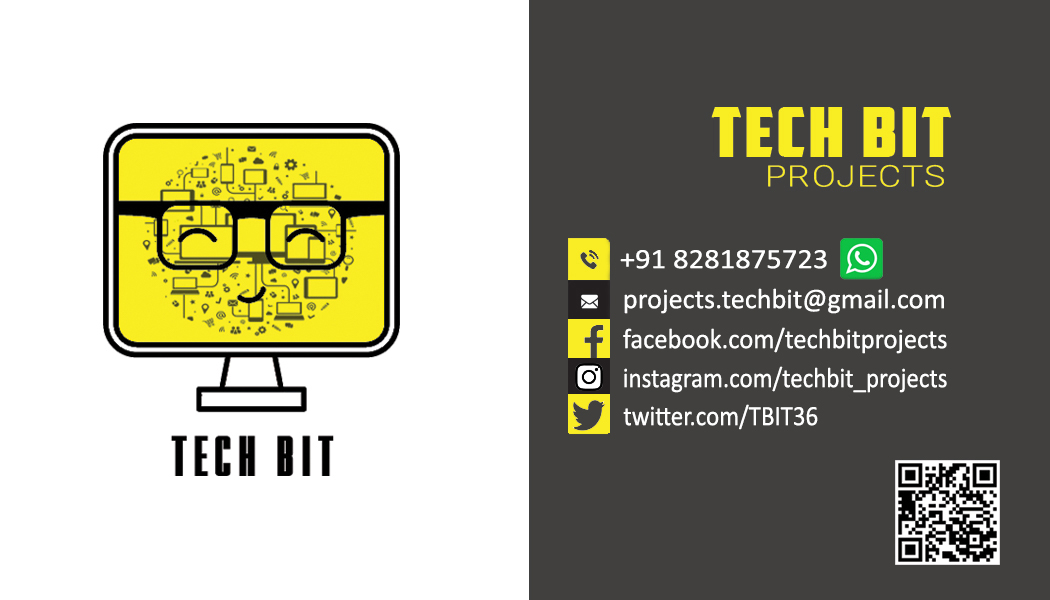 TECH BIT
TECH BIT
PROJECTS
+91 8281875723
projects.techbit@gmail.com
facebook.com/techbitprojects
instagram.com/techbit_projects
twitter.com/TBIT36